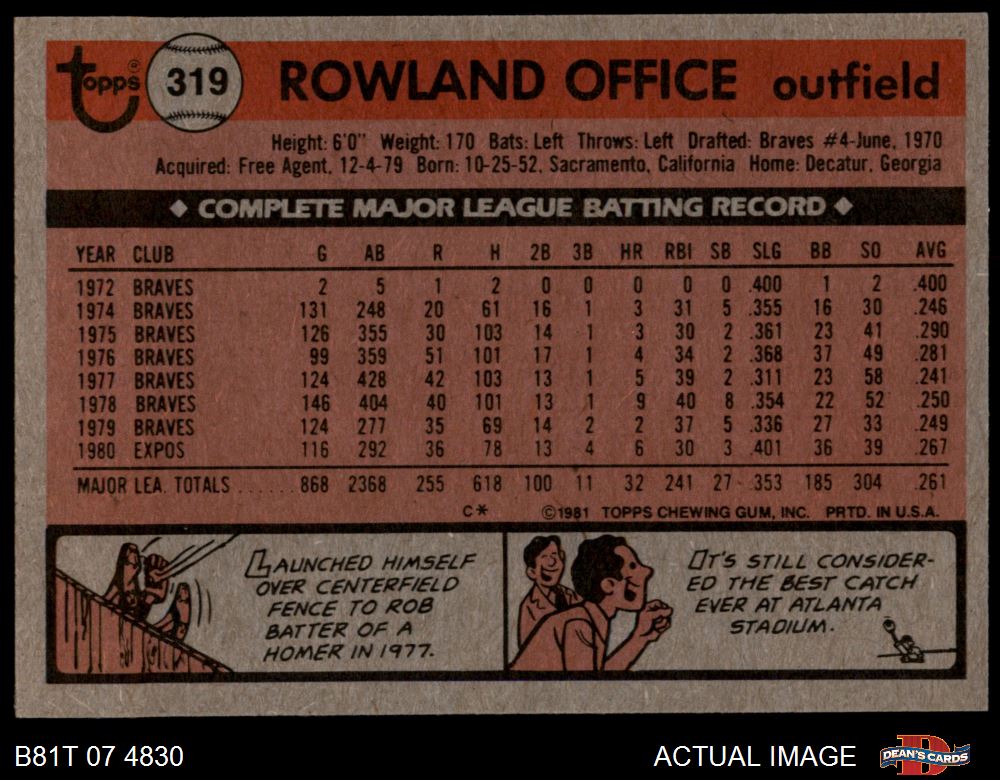 topps®
319
ROWLAND OFFICE outfield
Height: 6'0" Weight: 170 Bats: Left Throws: Left Drafted: Braves #4-June, 1970
Acquired: Free Agent, 12-4-79 Born: 10-25-52, Sacramento, California Home: Decatur, Georgia
◆ COMPLETE MAJOR LEAGUE BATTING RECORD ◆
YEAR CLUB G AB R H 2B 3B HR RBI SB SLG BB SO AVG
1972 BRAVES 2 5 1 2 0 0 0 0 0 .400 1 2 .400
1974 BRAVES 131 248 20 61 16 1 3 31 5 .355 16 30 .246
1975 BRAVES 126 355 30 103 14 1 3 30 2 .361 23 41 .290
1976 BRAVES 99 359 51 101 17 1 4 34 2 .368 37 49 .281
1977 BRAVES 124 428 42 103 13 1 5 39 2 .311 23 58 .241
1978 BRAVES 146 404 40 101 13 1 9 40 8 .354 22 52 .250
1979 BRAVES 124 277 35 69 14 2 2 37 5 .336 27 33 .249
1980 EXPOS 116 292 36 78 13 4 6 30 3 .401 36 39 .267
MAJOR LEA. TOTALS ...... 868 2368 255 618 100 11 32 241 27 .353 185 304 .261
C* ©1981 TOPPS CHEWING GUM, INC. PRTD. IN U.S.A.
LAUNCHED HIMSELF
OVER CENTERFIELD
FENCE TO ROB
BATTER OF A
HOMER IN 1977.
IT'S STILL CONSIDER-
ED THE BEST CATCH
EVER AT ATLANTA
STADIUM.
B81T 07 4830
ACTUAL IMAGE
D
DEAN'S CARDS